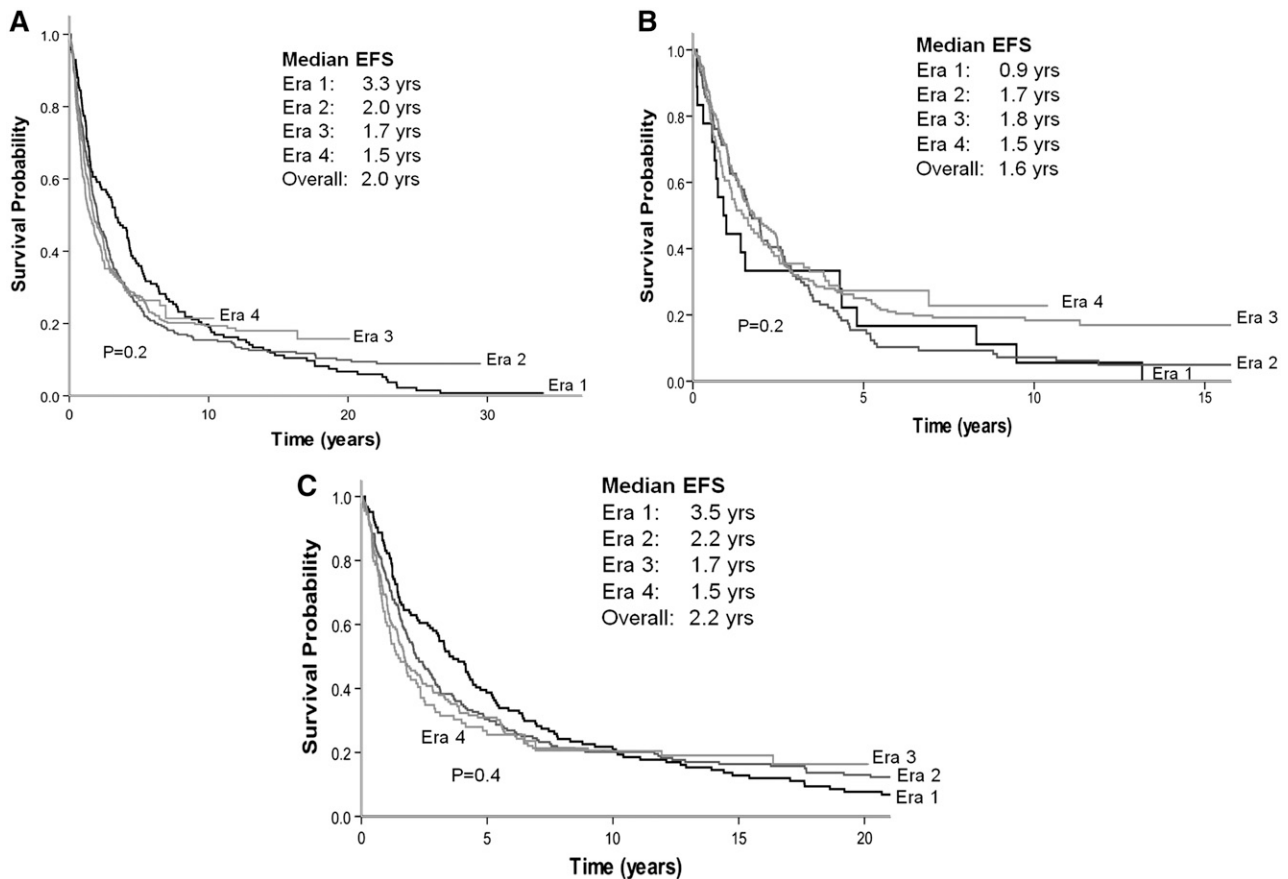 A
Survival Probability
1.0
0.8
0.6
0.4
0.2
0.0
Median EFS
Era 1: 3.3 yrs
Era 2: 2.0 yrs
Era 3: 1.7 yrs
Era 4: 1.5 yrs
Overall: 2.0 yrs
P=0.2
Era 4
Era 3
Era 2
Era 1
0 10 20 30
Time (years)
B
Survival Probability
1.0
0.8
0.6
0.4
0.2
0.0
Median EFS
Era 1: 0.9 yrs
Era 2: 1.7 yrs
Era 3: 1.8 yrs
Era 4: 1.5 yrs
Overall: 1.6 yrs
P=0.2
Era 4
Era 3
Era 2
Era 1
0 5 10 15
Time (years)
C
Survival Probability
1.0
0.8
0.6
0.4
0.2
0.0
Median EFS
Era 1: 3.5 yrs
Era 2: 2.2 yrs
Era 3: 1.7 yrs
Era 4: 1.5 yrs
Overall: 2.2 yrs
Era 4
P=0.4
Era 3
Era 2
Era 1
0 5 10 15 20
Time (years)